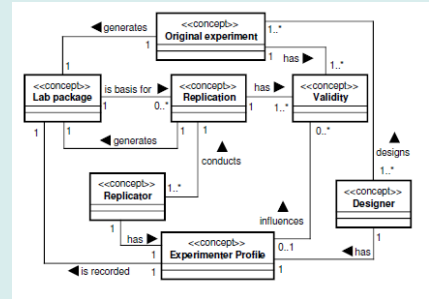 ◀ generates
<<concept>>
Original experiment
1..*
1
1
has ▶
1
1..*
<<concept>>
Lab package
is basis for ▶
1
0..*
<<concept>>
Replication
has ▶
1
1..*
<<concept>>
Validity
1
1
1
1
0..*
◀ generates
▲
conducts
▲
designs
<<concept>>
Replicator
1..*
1..*
<<concept>>
Designer
▲
influences
1
has ▶
1
0..1
1
<<concept>>
Experimenter Profile
◀ has
◀ is recorded
1
1